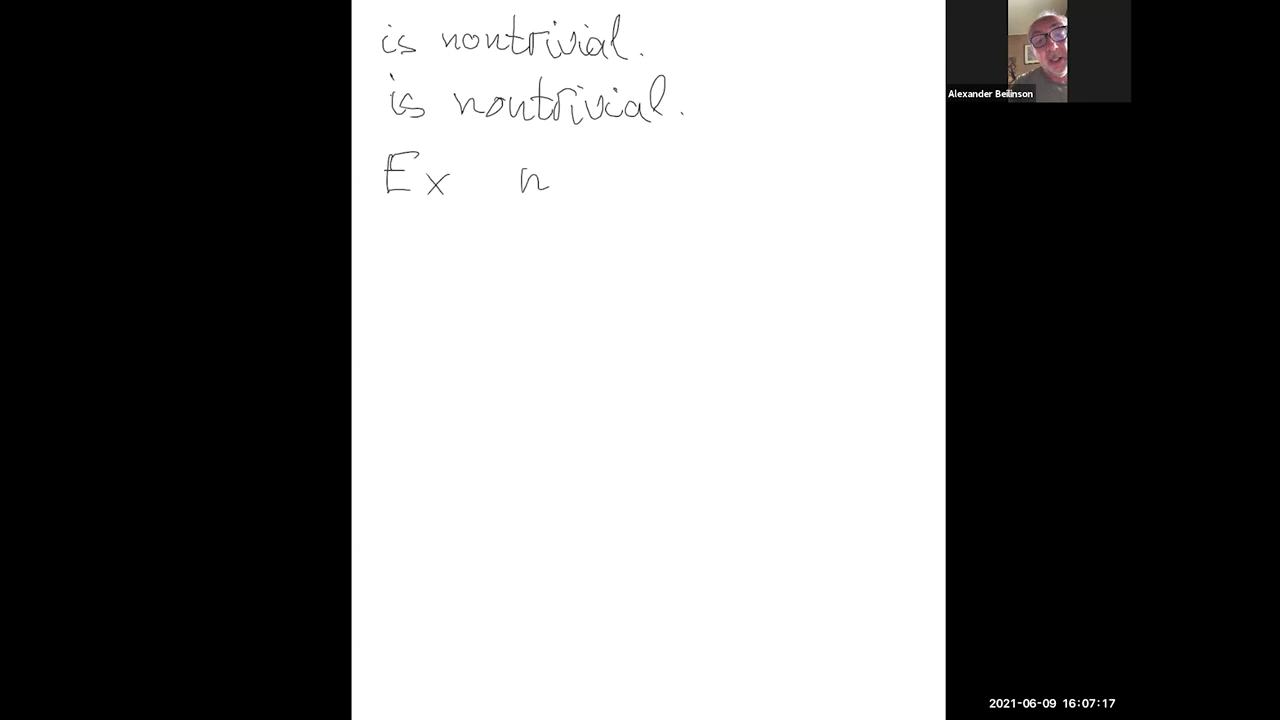 is nontrivial.
is nontrivial.
Ex n
Alexander Beilinson
2021-06-09 16:07:17